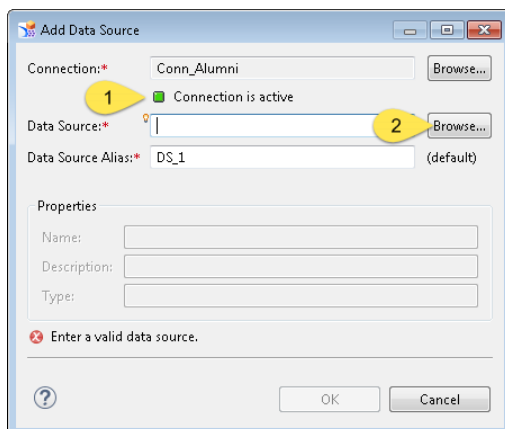 Add Data Source
Connection:* Conn_Alumni Browse...
1 Connection is active
Data Source:* 2 Browse...
Data Source Alias:* DS_1 (default)
Properties
Name:
Description:
Type:
Enter a valid data source.
? OK Cancel